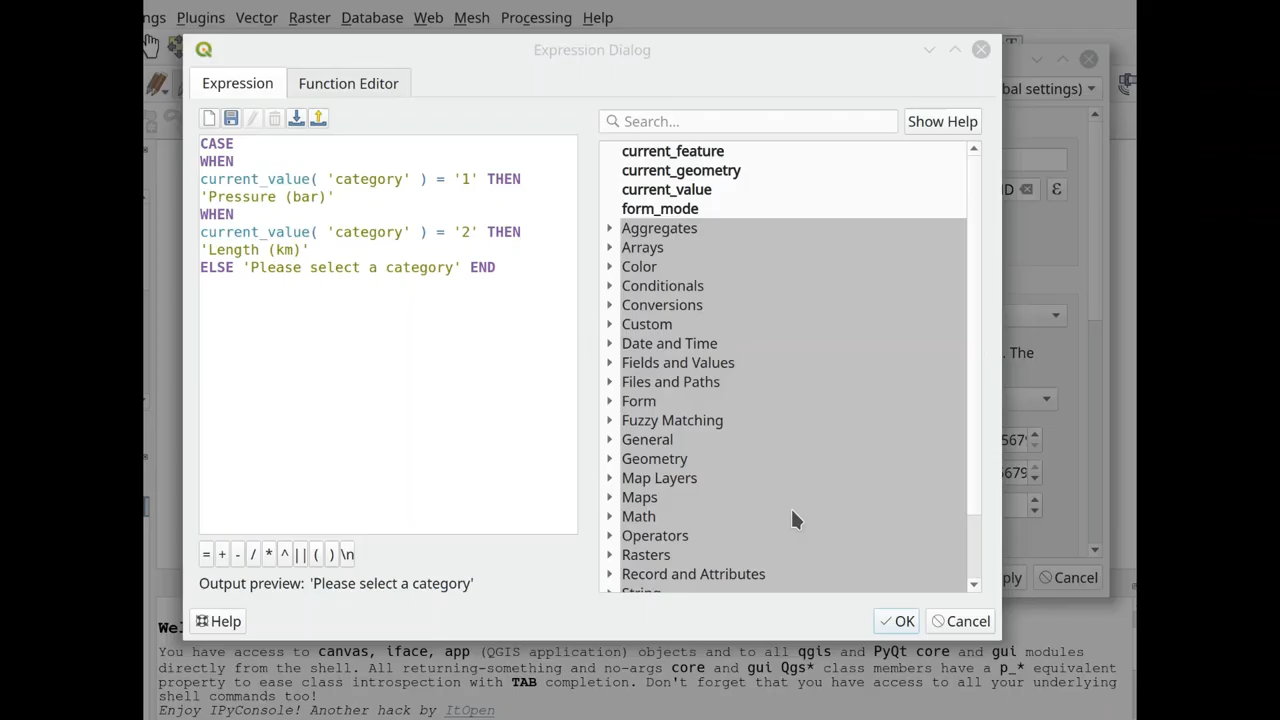 ngs Plugins Vector Raster Database Web Mesh Processing Help
Expression Dialog
bal settings)
Expression Function Editor
Search... Show Help
CASE
WHEN
current_value( 'category' ) = '1' THEN
'Pressure (bar)'
WHEN
current_value( 'category' ) = '2' THEN
'Length (km)'
ELSE 'Please select a category' END
current_feature
current_geometry
current_value
form_mode
Aggregates
Arrays
Color
Conditionals
Conversions
Custom
Date and Time
Fields and Values
Files and Paths
Form
Fuzzy Matching
General
Geometry
Map Layers
Maps
Math
Operators
Rasters
Record and Attributes
String
D ε
. The
567
5679
= + - / * ^ || ( ) \n
Output preview: 'Please select a category'
ply Cancel
Help OK Cancel
Wel
You have access to canvas, iface, app (QGIS application) objects and to all qgis and PyQt core and gui modules
directly from the shell. All returning-something and no-args core and gui Qgs* class members have a p_* equivalent
property to ease class introspection with TAB completion. Don't forget that you have access to all your underlying
shell commands too!
Enjoy IPyConsole! Another hack by ItOpen